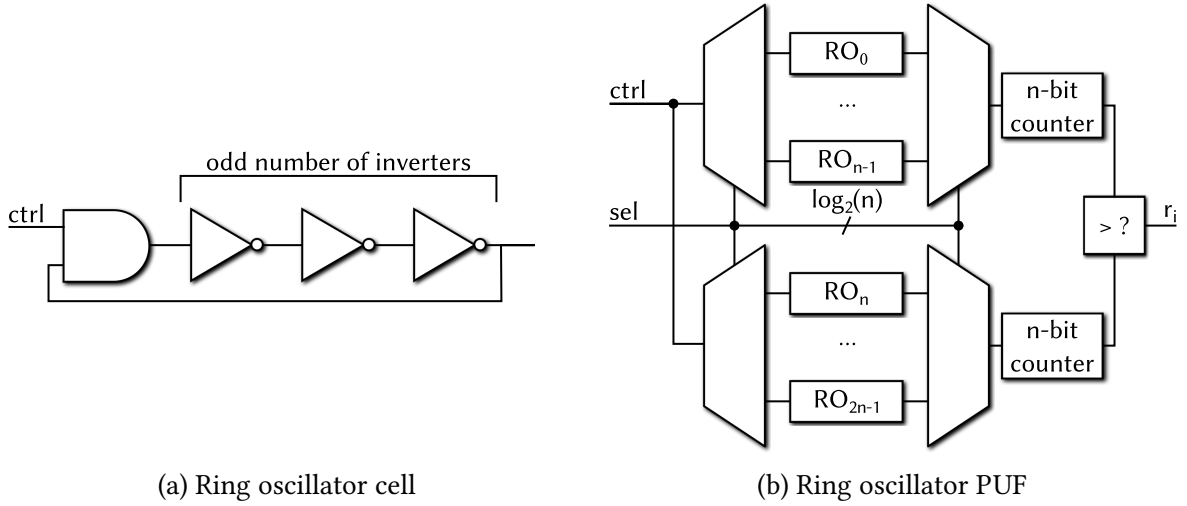 odd number of inverters
ctrl
(a) Ring oscillator cell
ctrl
sel
RO₀
...
ROₙ₋₁
log₂(n)
ROₙ
...
RO₂ₙ₋₁
n-bit
counter
n-bit
counter
> ?
rᵢ
(b) Ring oscillator PUF